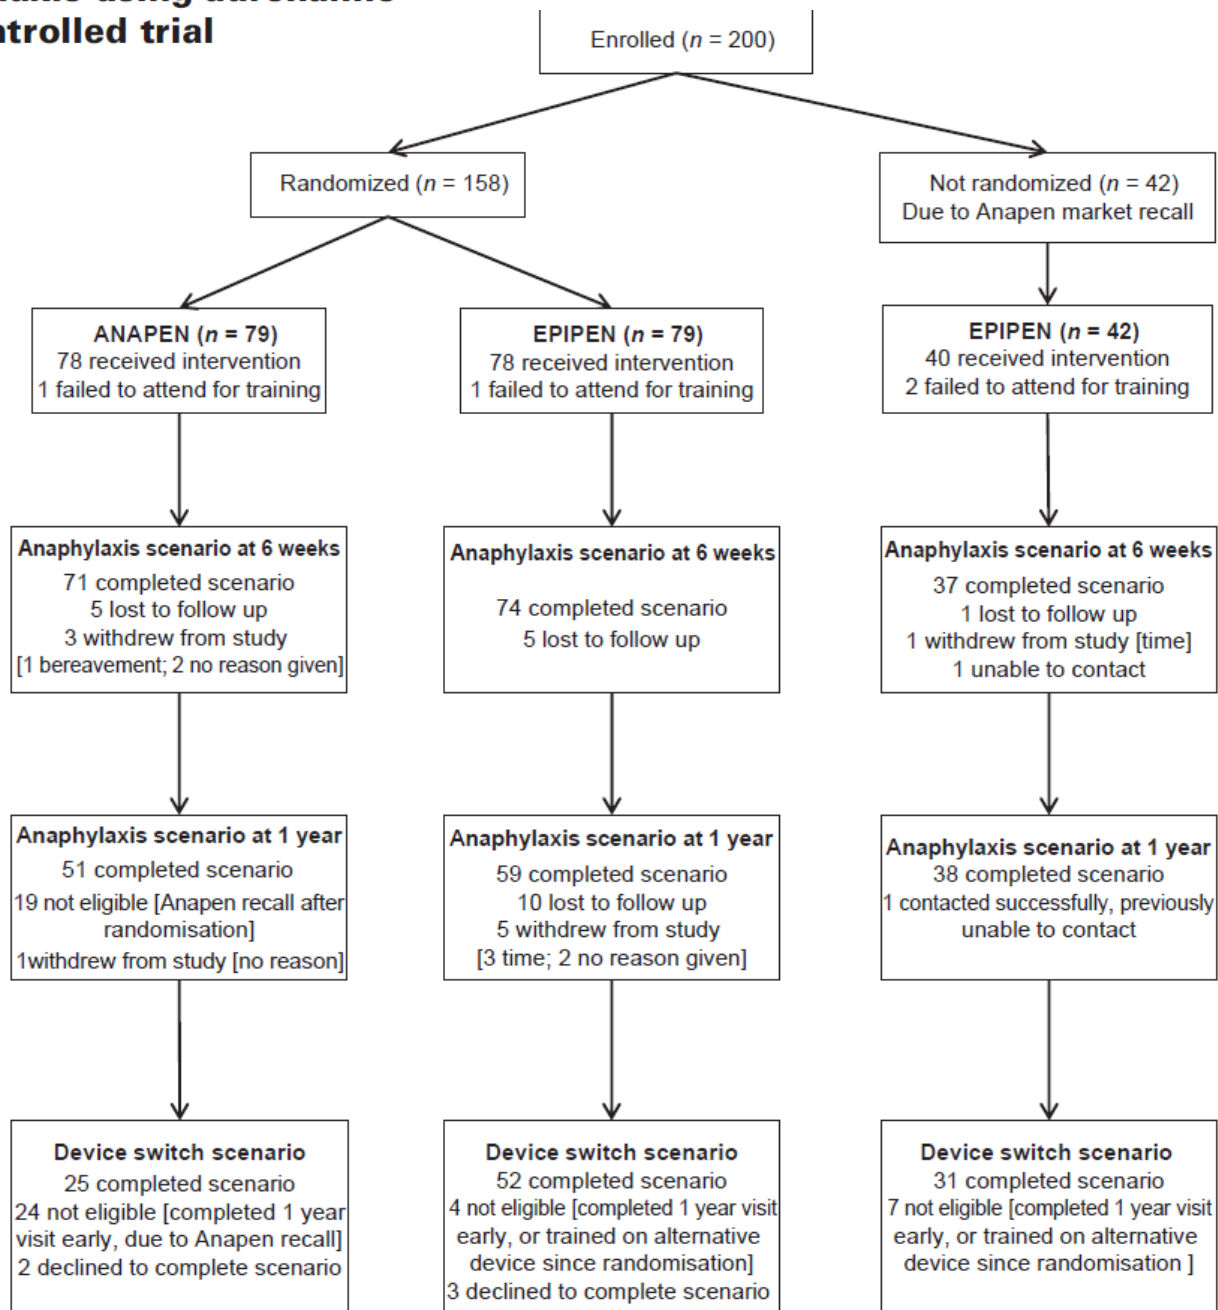 ntrolled trial
Enrolled (n = 200)
Randomized (n = 158)
Not randomized (n = 42)
Due to Anapen market recall
ANAPEN (n = 79)
78 received intervention
1 failed to attend for training
EPIPEN (n = 79)
78 received intervention
1 failed to attend for training
EPIPEN (n = 42)
40 received intervention
2 failed to attend for training
Anaphylaxis scenario at 6 weeks
71 completed scenario
5 lost to follow up
3 withdrew from study
[1 bereavement; 2 no reason given]
Anaphylaxis scenario at 6 weeks
74 completed scenario
5 lost to follow up
Anaphylaxis scenario at 6 weeks
37 completed scenario
1 lost to follow up
1 withdrew from study [time]
1 unable to contact
Anaphylaxis scenario at 1 year
51 completed scenario
19 not eligible [Anapen recall after
randomisation]
1withdrew from study [no reason]
Anaphylaxis scenario at 1 year
59 completed scenario
10 lost to follow up
5 withdrew from study
[3 time; 2 no reason given]
Anaphylaxis scenario at 1 year
38 completed scenario
1 contacted successfully, previously
unable to contact
Device switch scenario
25 completed scenario
24 not eligible [completed 1 year
visit early, due to Anapen recall]
2 declined to complete scenario
Device switch scenario
52 completed scenario
4 not eligible [completed 1 year visit
early, or trained on alternative
device since randomisation]
3 declined to complete scenario
Device switch scenario
31 completed scenario
7 not eligible [completed 1 year visit
early, or trained on alternative
device since randomisation ]